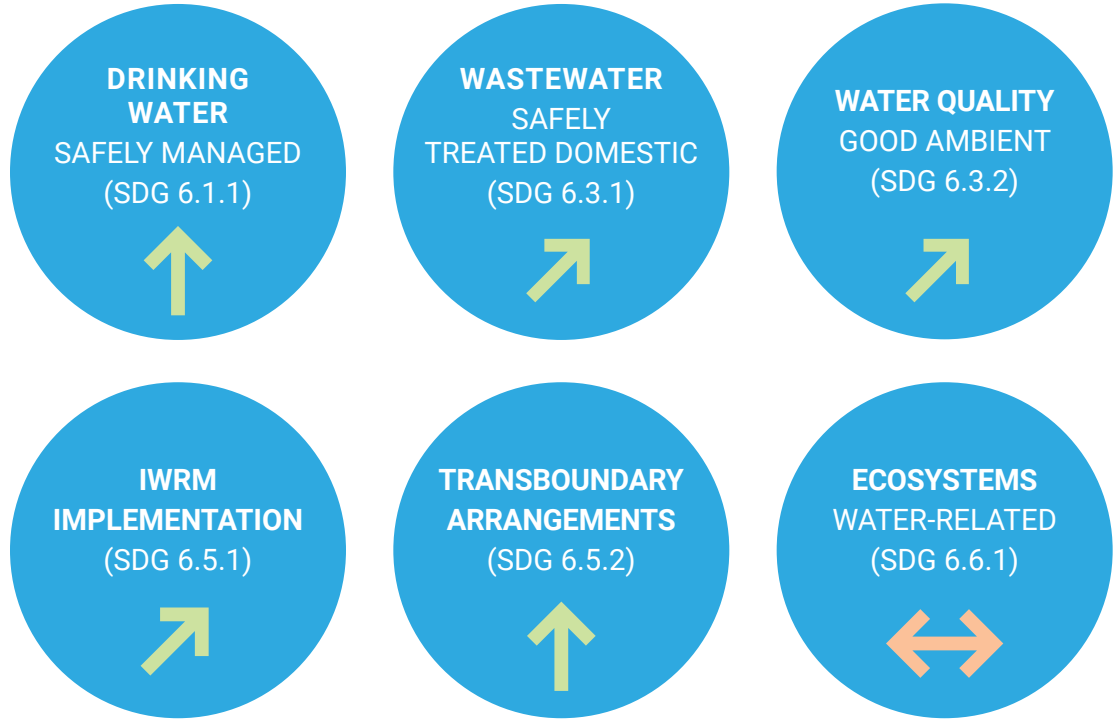 DRINKING
WATER
SAFELY MANAGED
(SDG 6.1.1)
WASTEWATER
SAFELY
TREATED DOMESTIC
(SDG 6.3.1)
WATER QUALITY
GOOD AMBIENT
(SDG 6.3.2)
IWRM
IMPLEMENTATION
(SDG 6.5.1)
TRANSBOUNDARY
ARRANGEMENTS
(SDG 6.5.2)
ECOSYSTEMS
WATER-RELATED
(SDG 6.6.1)